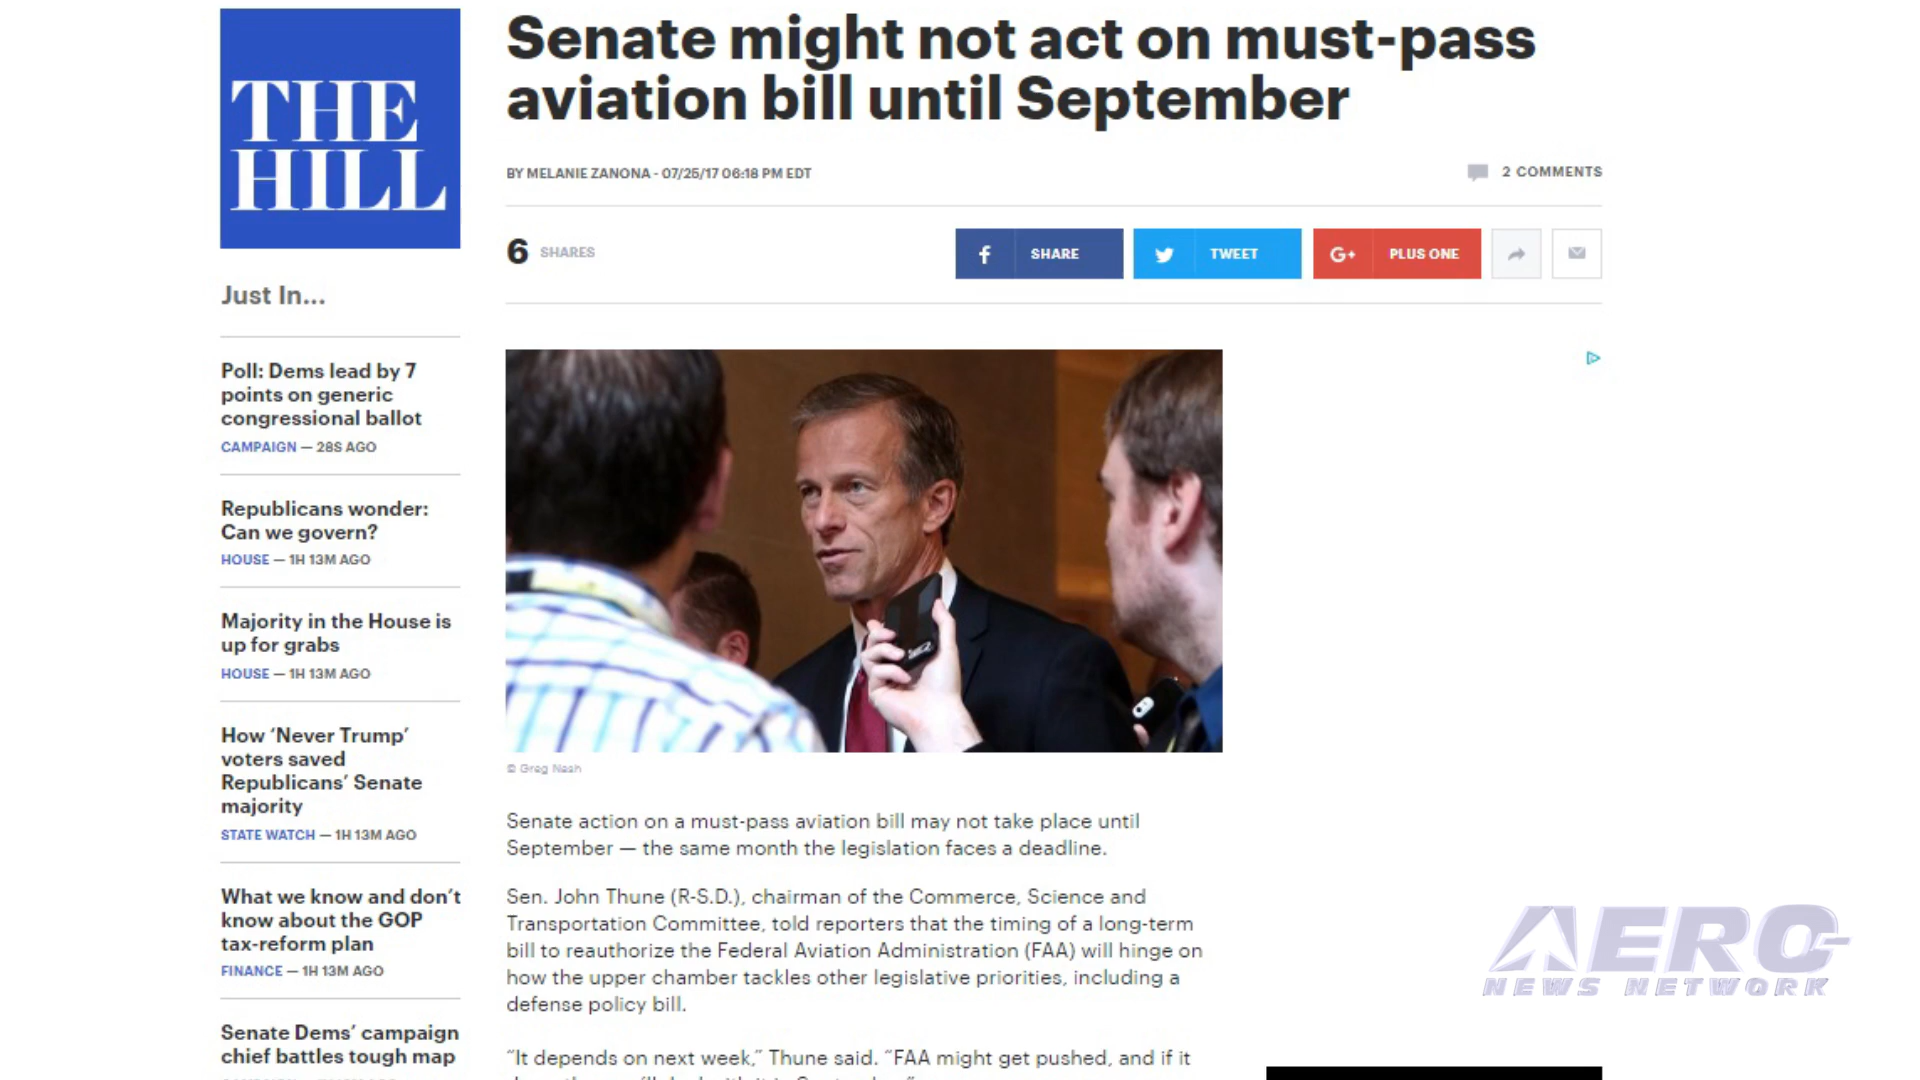 THE
HILL
Senate might not act on must-pass
aviation bill until September
BY MELANIE ZANONA - 07/25/17 06:18 PM EDT
2 COMMENTS
6 SHARES
SHARE
TWEET
G+ PLUS ONE
Just In...
Poll: Dems lead by 7
points on generic
congressional ballot
CAMPAIGN — 28S AGO
Republicans wonder:
Can we govern?
HOUSE — 1H 13M AGO
Majority in the House is
up for grabs
HOUSE — 1H 13M AGO
How ‘Never Trump’
voters saved
Republicans’ Senate
majority
STATE WATCH — 1H 13M AGO
What we know and don’t
know about the GOP
tax-reform plan
FINANCE — 1H 13M AGO
Senate Dems’ campaign
chief battles tough map
© Greg Nash
Senate action on a must-pass aviation bill may not take place until
September — the same month the legislation faces a deadline.
Sen. John Thune (R-S.D.), chairman of the Commerce, Science and
Transportation Committee, told reporters that the timing of a long-term
bill to reauthorize the Federal Aviation Administration (FAA) will hinge on
how the upper chamber tackles other legislative priorities, including a
defense policy bill.
“It depends on next week,” Thune said. “FAA might get pushed, and if it
AERO-
NEWS NETWORK